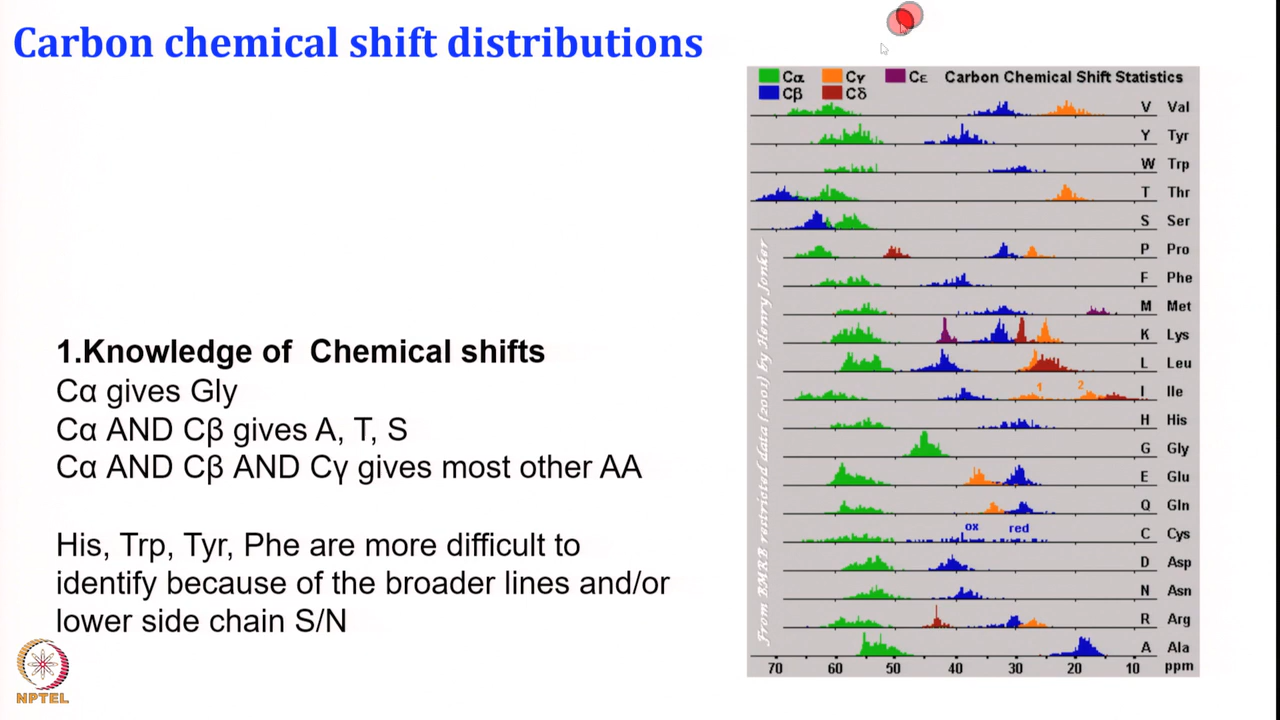 Carbon chemical shift distributions
1.Knowledge of Chemical shifts
Cα gives Gly
Cα AND Cβ gives A, T, S
Cα AND Cβ AND Cγ gives most other AA
His, Trp, Tyr, Phe are more difficult to
identify because of the broader lines and/or
lower side chain S/N
NPTEL
Cα Cγ Cε Carbon Chemical Shift Statistics
Cβ Cδ
V Val
Y Tyr
W Trp
T Thr
S Ser
P Pro
F Phe
M Met
K Lys
L Leu
1 2
I Ile
H His
G Gly
E Glu
Q Gln
ox red
C Cys
D Asp
N Asn
R Arg
A Ala
70 60 50 40 30 20 10 ppm
From BMRB restricted data (2001) by Henry Jonker